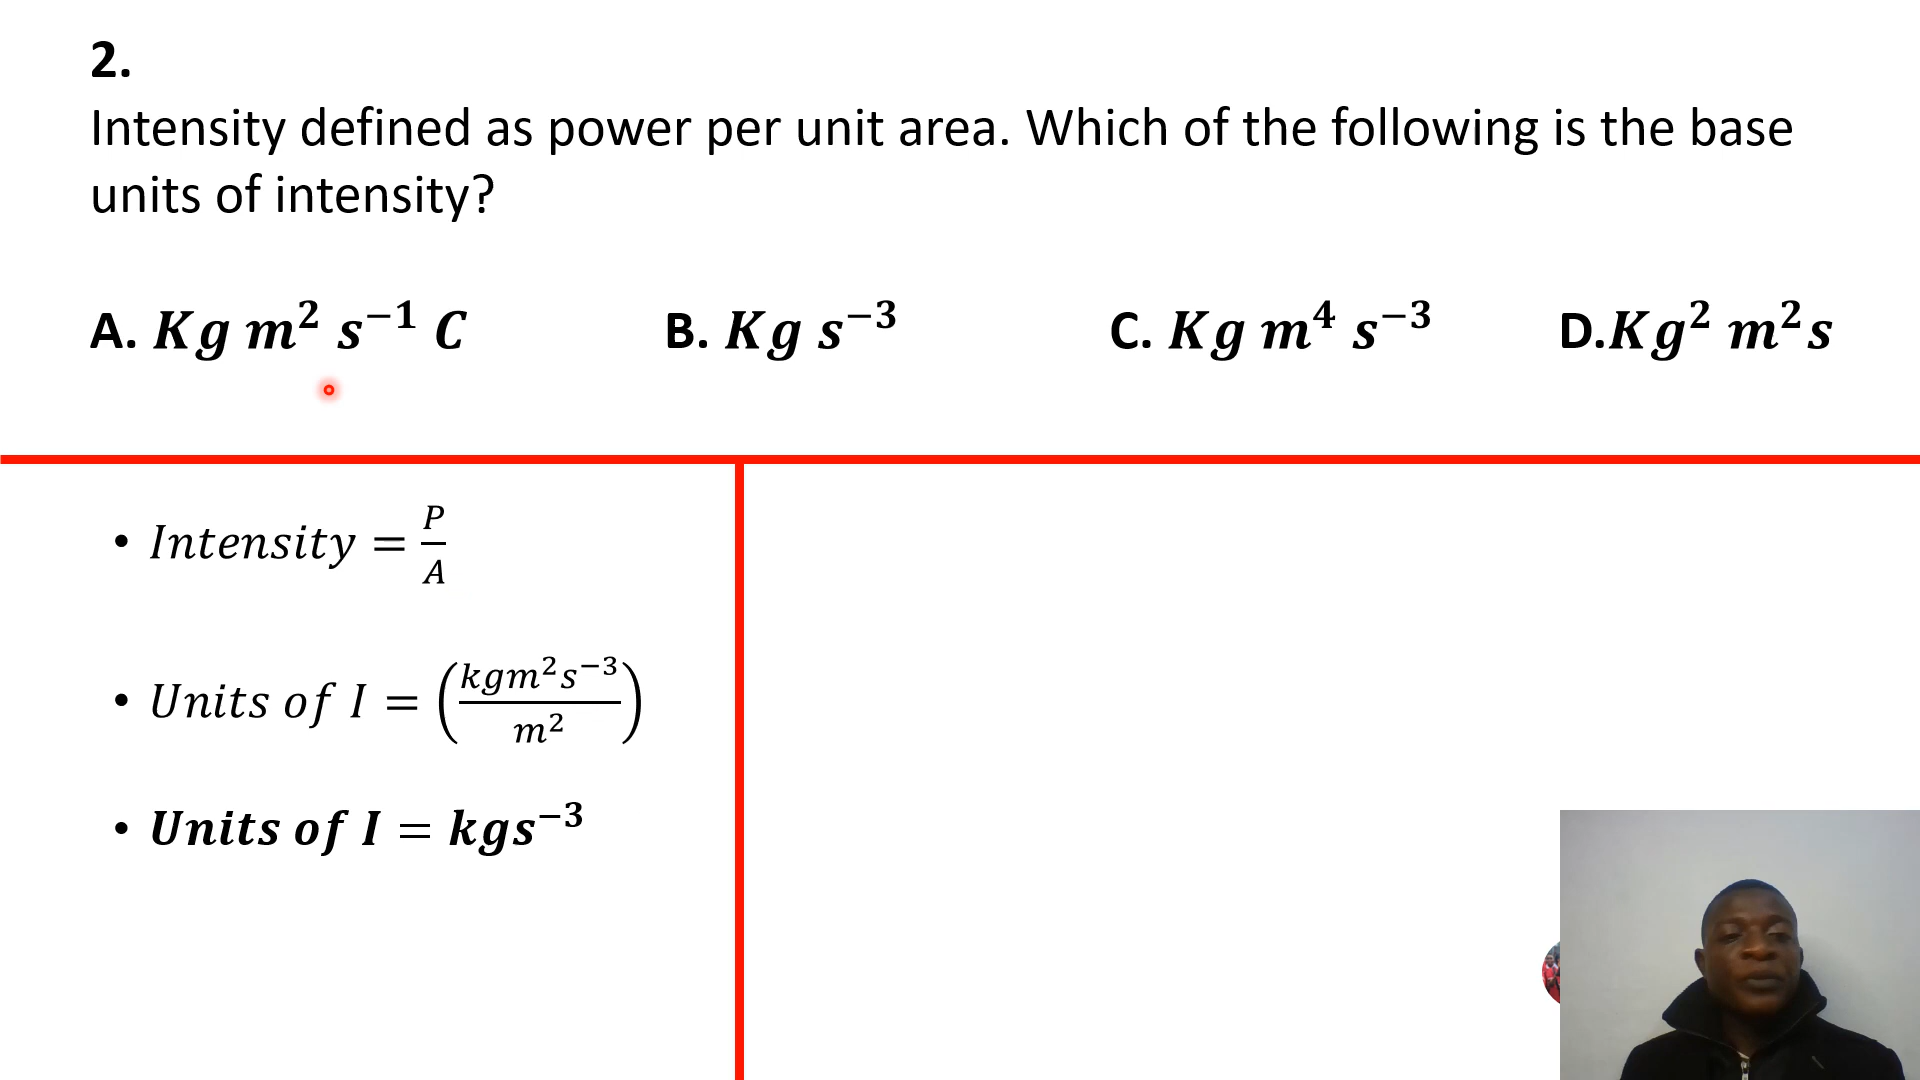 2.
Intensity defined as power per unit area. Which of the following is the base
units of intensity?
A. Kg m² s⁻¹ C B. Kg s⁻³ C. Kg m⁴ s⁻³ D.Kg² m²s
• Intensity = P/A
• Units of I = (kgm²s⁻³/m²)
• Units of I = kgs⁻³